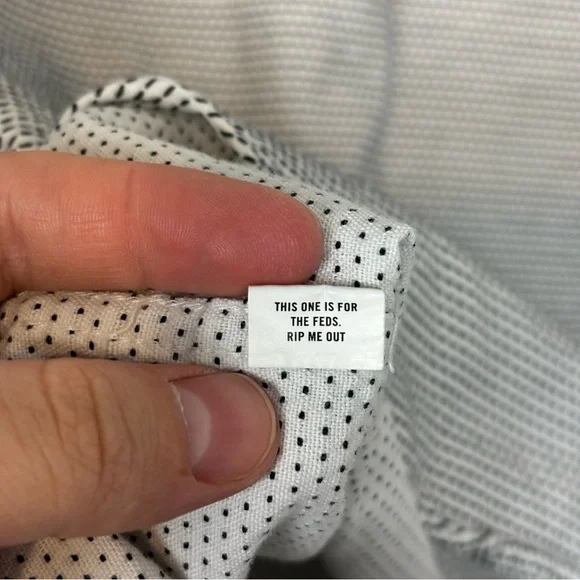 THIS ONE IS FOR
THE FEDS.
RIP ME OUT